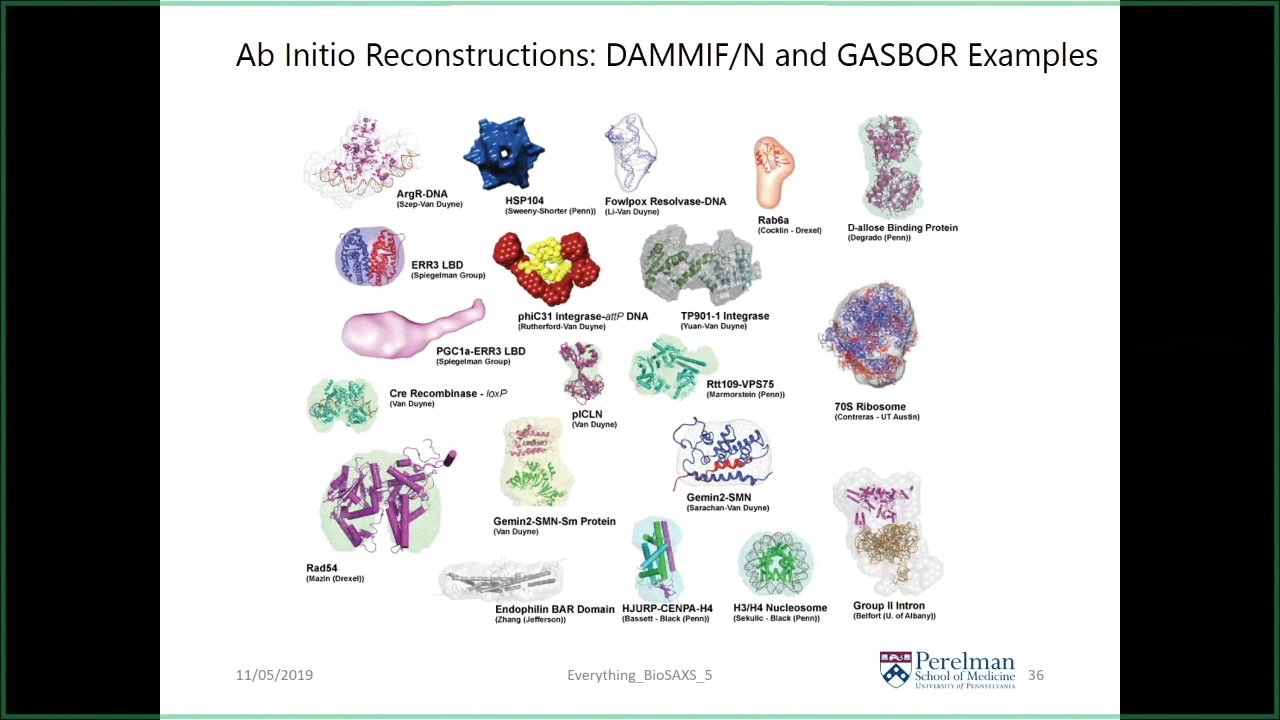 Ab Initio Reconstructions: DAMMIF/N and GASBOR Examples
ArgR-DNA
(Szep-Van Duyne)
HSP104
(Sweeny-Shorter (Penn))
Fowlpox Resolvase-DNA
(Li-Van Duyne)
Rab6a
(Cocklin - Drexel)
D-allose Binding Protein
(Degrado (Penn))
ERR3 LBD
(Spiegelman Group)
phiC31 Integrase-attP DNA
(Rutherford-Van Duyne)
TP901-1 Integrase
(Yuan-Van Duyne)
PGC1a-ERR3 LBD
(Spiegelman Group)
Cre Recombinase - loxP
(Van Duyne)
pICLN
(Van Duyne)
Rtt109-VPS75
(Marmorstein (Penn))
70S Ribosome
(Contreras - UT Austin)
Rad54
(Mazin (Drexel))
Gemin2-SMN-Sm Protein
(Van Duyne)
Gemin2-SMN
(Sarachan-Van Duyne)
Endophilin BAR Domain
(Zhang (Jefferson))
HJURP-CENPA-H4
(Bassett - Black (Penn))
H3/H4 Nucleosome
(Sekulic - Black (Penn))
Group II Intron
(Belfort (U. of Albany))
11/05/2019
Everything_BioSAXS_5
Perelman
School of Medicine
University of Pennsylvania
36